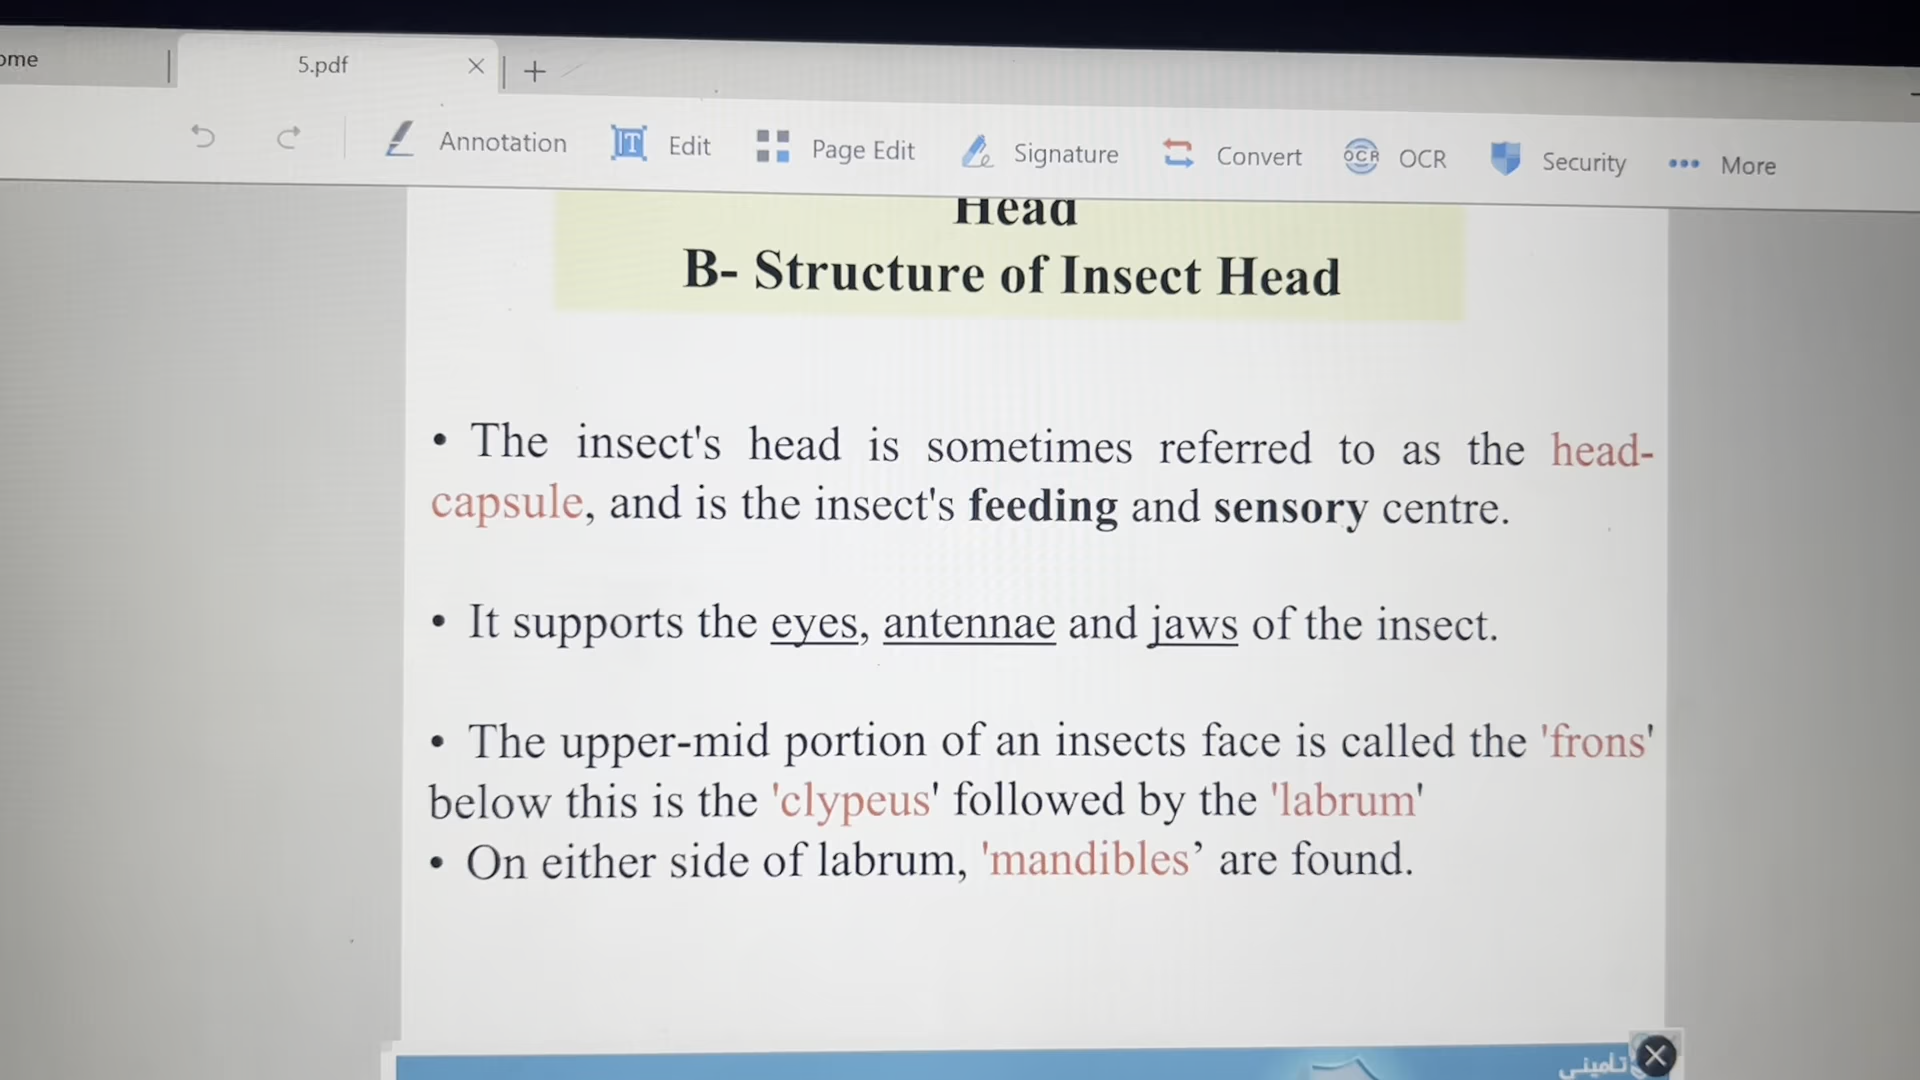 ome
5.pdf
Annotation Edit Page Edit Signature Convert OCR OCR Security More
Head
B- Structure of Insect Head
• The insect's head is sometimes referred to as the head-
capsule, and is the insect's feeding and sensory centre.
• It supports the eyes, antennae and jaws of the insect.
• The upper-mid portion of an insects face is called the 'frons'
below this is the 'clypeus' followed by the 'labrum'
• On either side of labrum, 'mandibles’ are found.
تأمینی